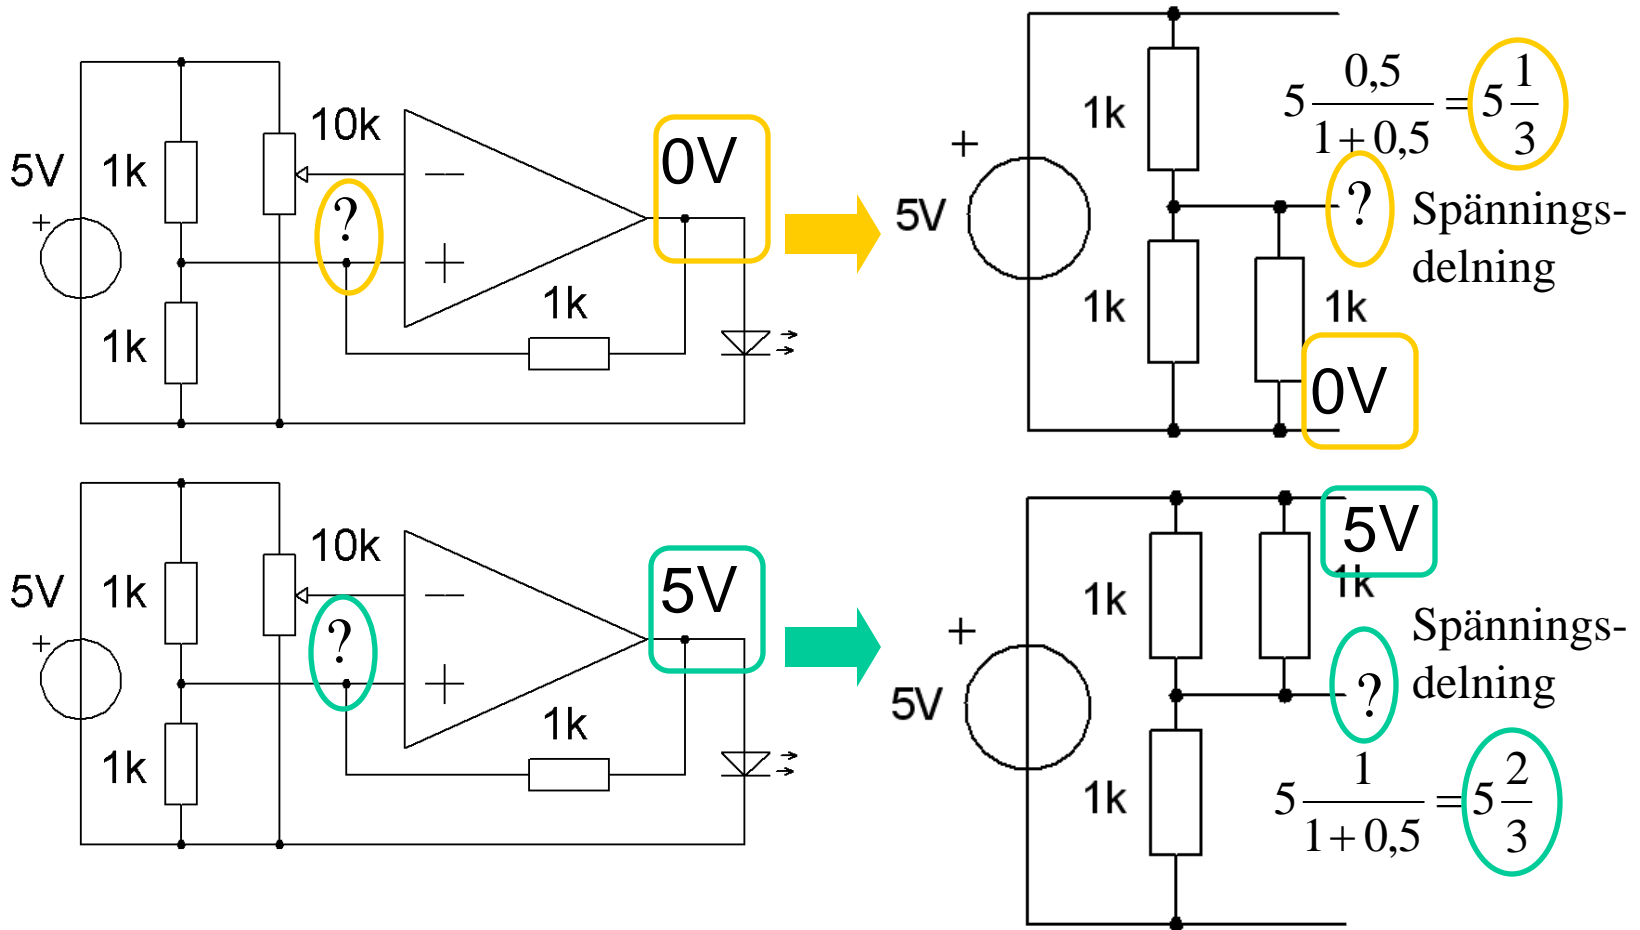 5V
+
1k
1k
10k
?
−
+
1k
0V
+
5V
1k
1k
1k
0V
?
5 0,5 / 1 + 0,5 = 5 1/3
Spännings-
delning
5V
+
1k
1k
10k
?
−
+
1k
5V
+
5V
1k
1k
1k
5V
?
Spännings-
delning
5 1 / 1 + 0,5 = 5 2/3